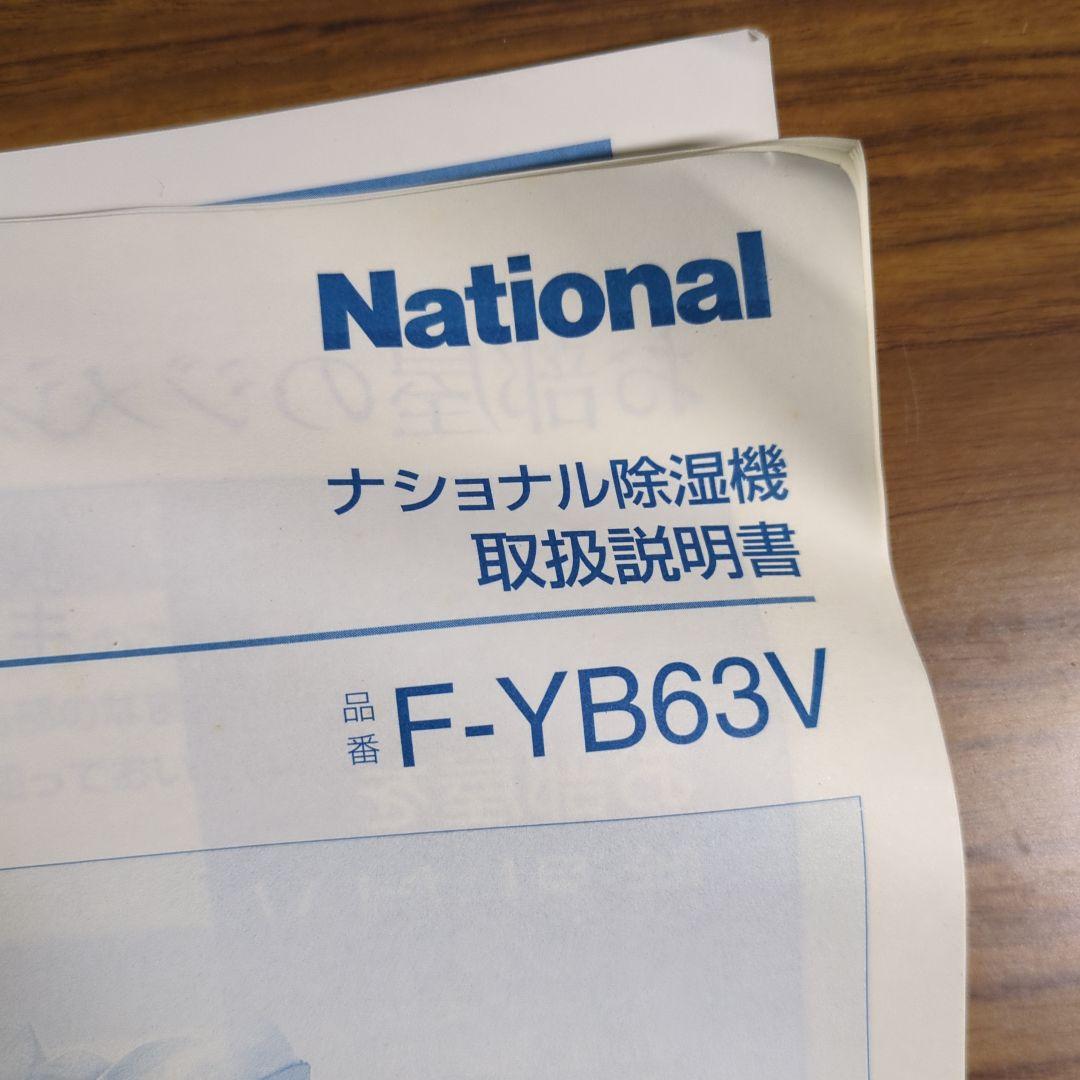 National
ナショナル除湿機
取扱説明書
品番 F-YB63V